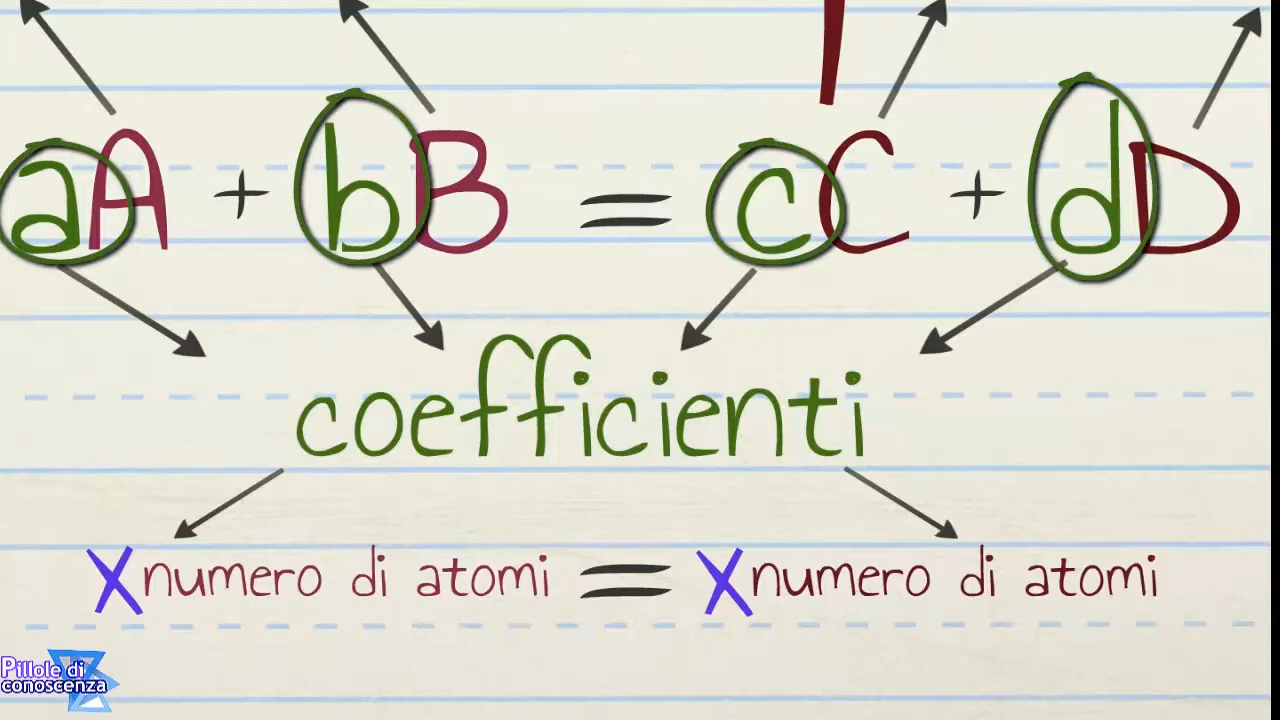 aA + bB = cC + dD
coefficienti
X numero di atomi = X numero di atomi
Pillole di
conoscenza